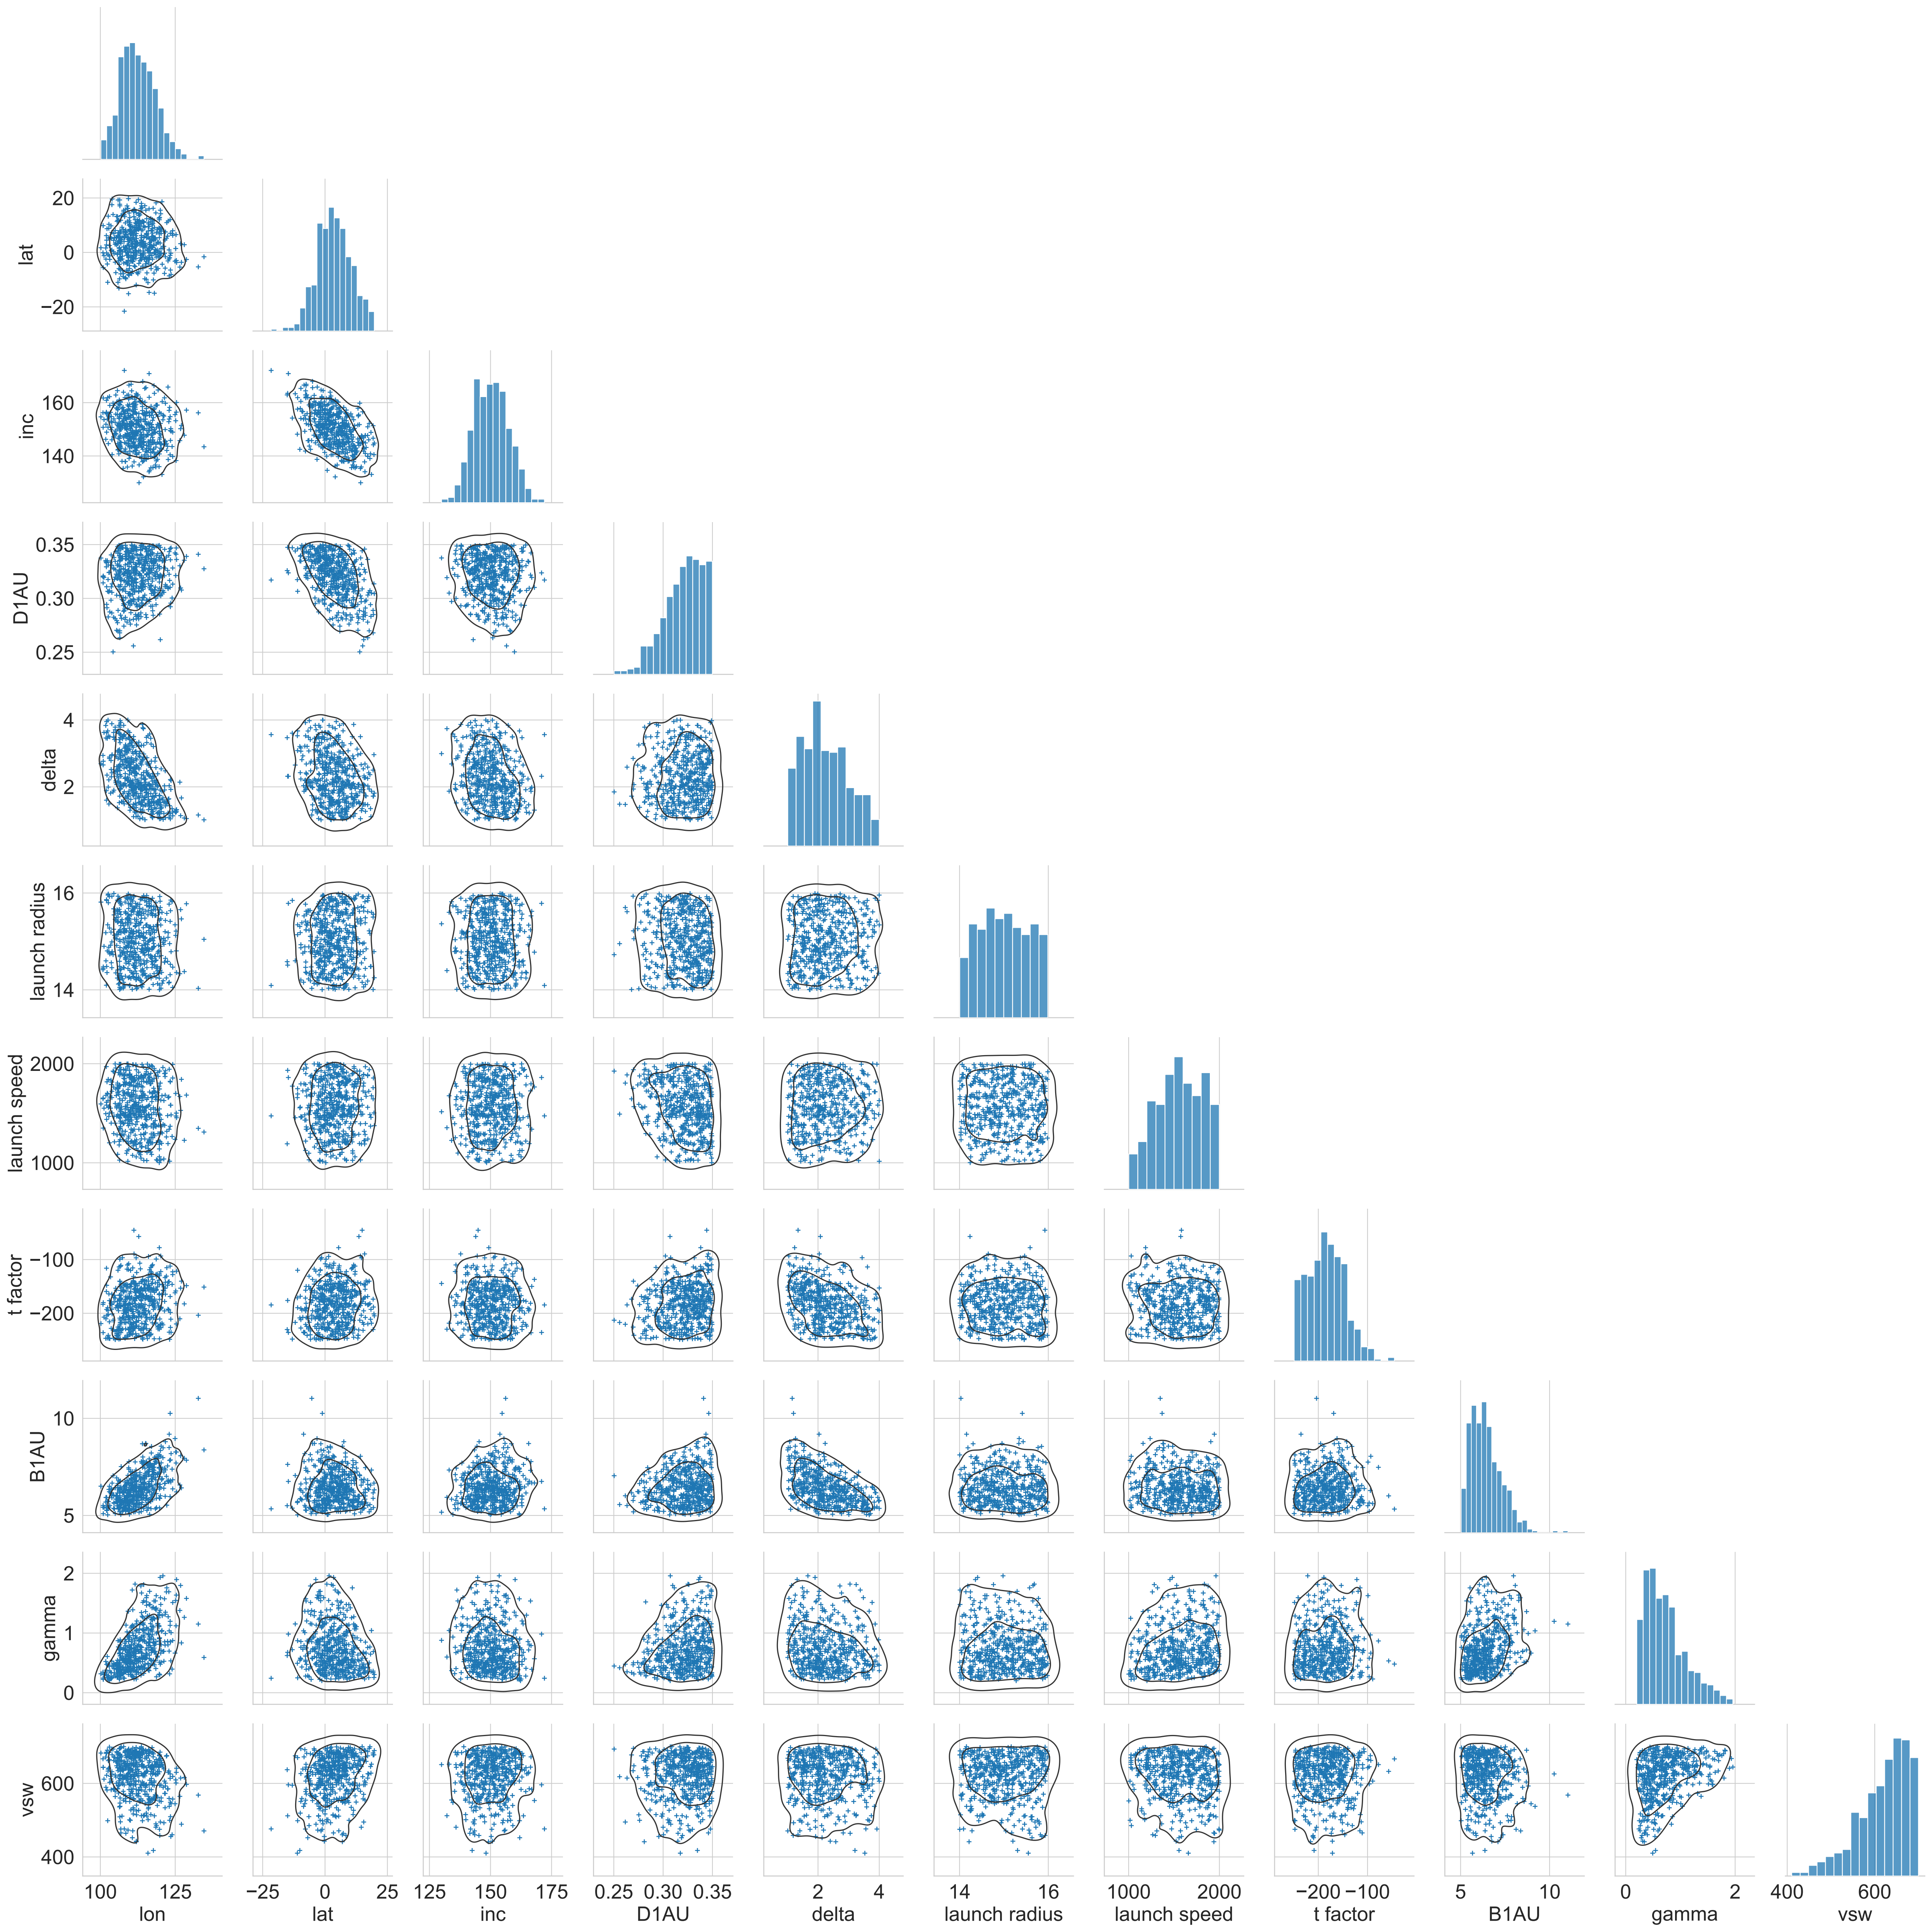 20
0
−20
lat
160
140
inc
0.35
0.30
0.25
D1AU
4
2
delta
16
14
launch radius
2000
1000
launch speed
−100
−200
t factor
10
5
B1AU
2
1
0
gamma
600
400
vsw
100 125 −25 0 25 125 150 175 0.25 0.30 0.35 2 4 14 16 1000 2000 −200 −100 5 10 0 2 400 600
lon lat inc D1AU delta launch radius launch speed t factor B1AU gamma vsw